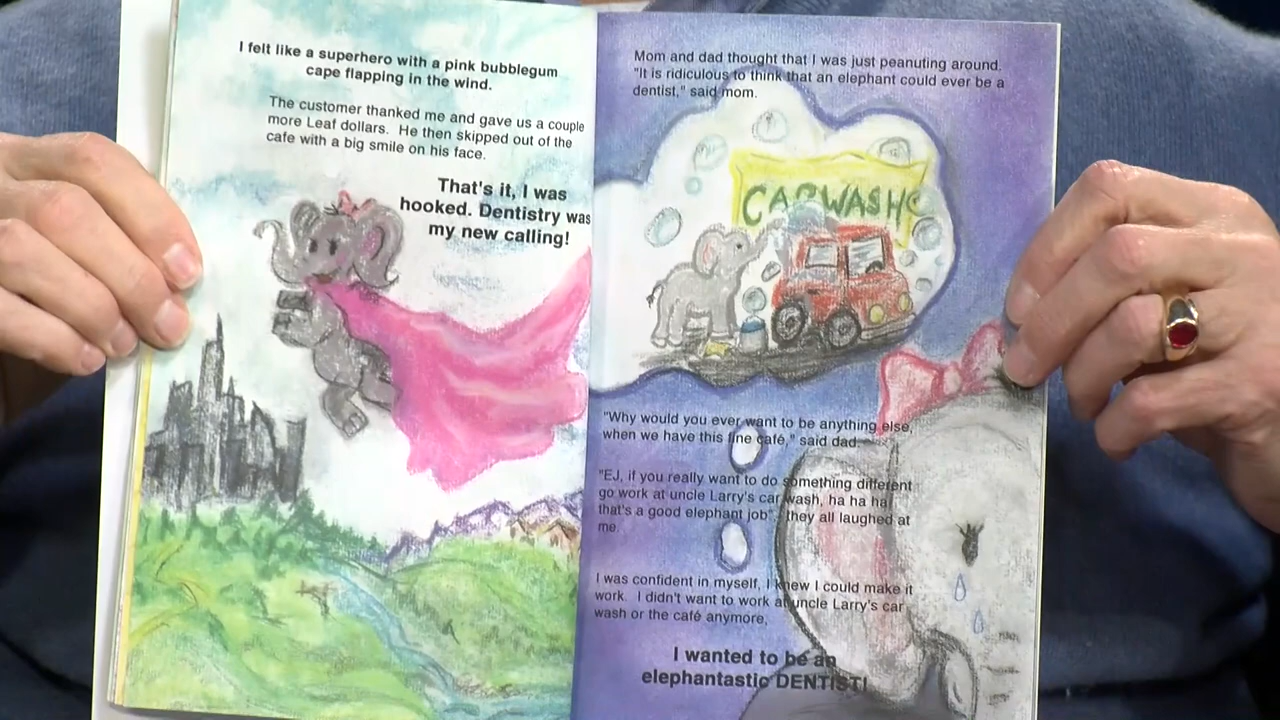 I felt like a superhero with a pink bubblegum
cape flapping in the wind.
The customer thanked me and gave us a couple
more Leaf dollars. He then skipped out of the
cafe with a big smile on his face.
That's it, I was
hooked. Dentistry was
my new calling!
Mom and dad thought that I was just peanuting around.
"It is ridiculous to think that an elephant could ever be a
dentist," said mom.
CARWASH
"Why would you ever want to be anything else,
when we have this fine café," said dad
"EJ, if you really want to do something different
go work at uncle Larry's car wash, ha ha ha
that's a good elephant job", they all laughed at
me.
I was confident in myself, I knew I could make it
work. I didn't want to work at uncle Larry's car
wash or the café anymore,
I wanted to be an
elephantastic DENTIST!